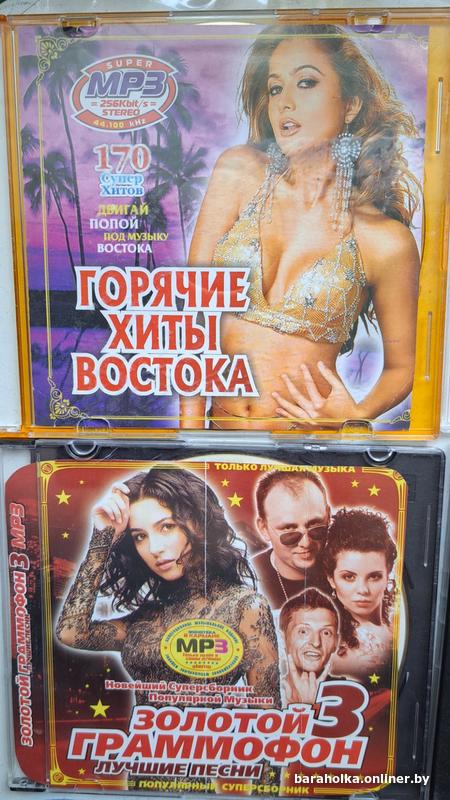 SUPER
MP3
256Kbit/s
STEREO
44.100 kHz
170
Супер
Хитов
ДВИГАЙ
ПОПОЙ
ПОД МУЗЫКУ
ВОСТОКА
ГОРЯЧИЕ
ХИТЫ
ВОСТОКА
ТОЛЬКО ЛУЧШАЯ МУЗЫКА
ЗОЛОТОЙ ГРАММОФОН 3 MP3
ЛУЧШИЕ ПЕСНИ
MP3
Новейший Суперсборник
Популярной Музыки
ЗОЛОТОЙ 3
ГРАММОФОН
ЛУЧШИЕ ПЕСНИ
ПОПУЛЯРНЫЙ СУПЕРСБОРНИК
baraholka.onliner.by